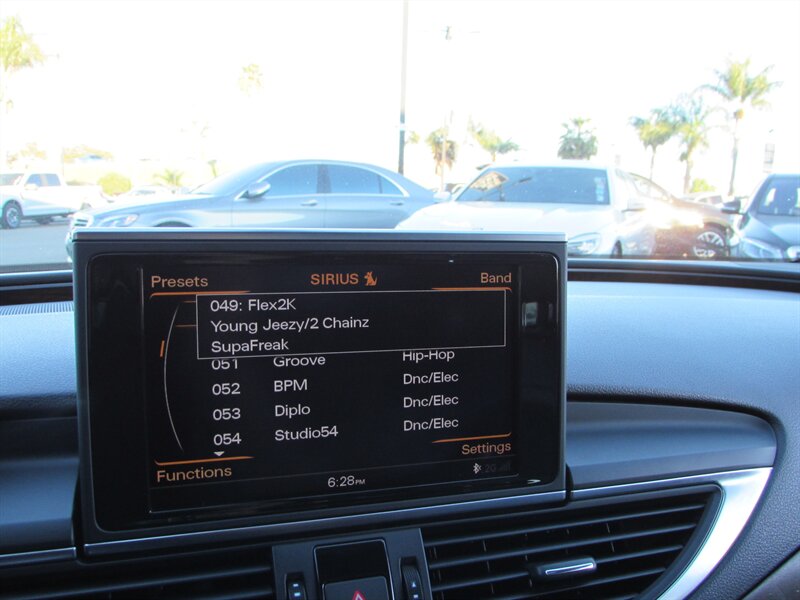 Presets SIRIUS Band
049: Flex2K
Young Jeezy/2 Chainz
SupaFreak
051 Groove Hip-Hop
052 BPM Dnc/Elec
053 Diplo Dnc/Elec
054 Studio54 Dnc/Elec
Functions Settings
6:28PM 2G